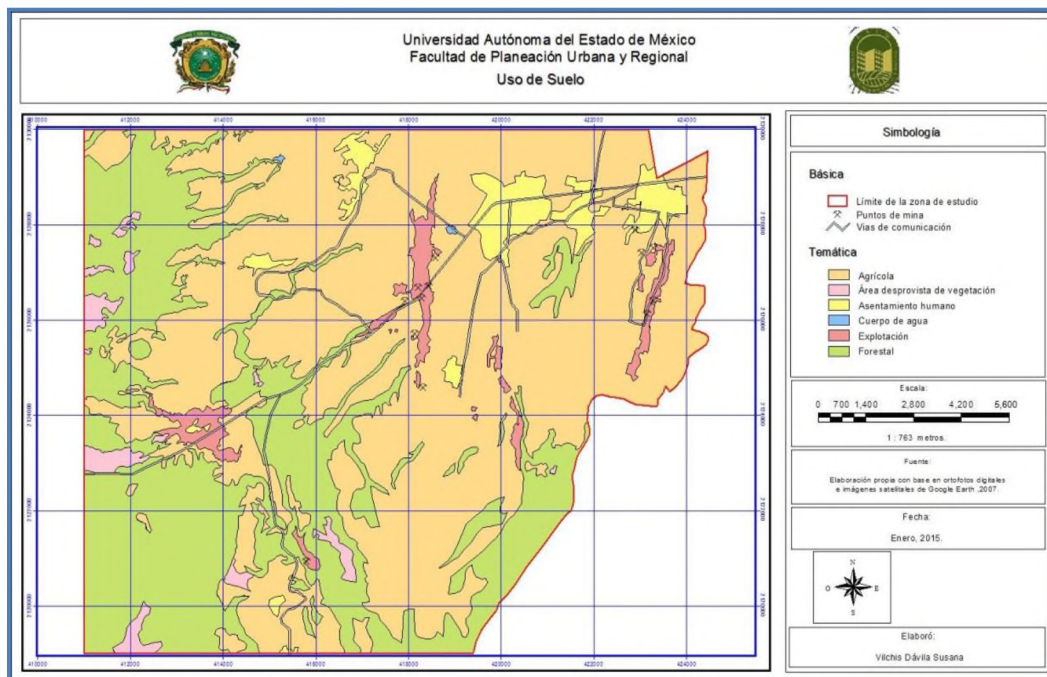 Universidad Autónoma del Estado de México
Facultad de Planeación Urbana y Regional
Uso de Suelo
410000 412000 414000 416000 418000 420000 422000 424000
410000 412000 414000 416000 418000 420000 422000 424000
Simbología
Básica
Límite de la zona de estudio
Puntos de mina
Vias de comunicación
Temática
Agrícola
Área desprovista de vegetación
Asentamiento humano
Cuerpo de agua
Explotación
Forestal
Escala:
0 700 1,400 2,800 4,200 5,600
1 : 763 metros.
Fuente:
Elaboración propia con base en ortofotos digitales
e imágenes satelitales de Google Earth ,2007.
Fecha:
Enero, 2015.
N
O E
S
Elaboró:
Vilchis Dávila Susana